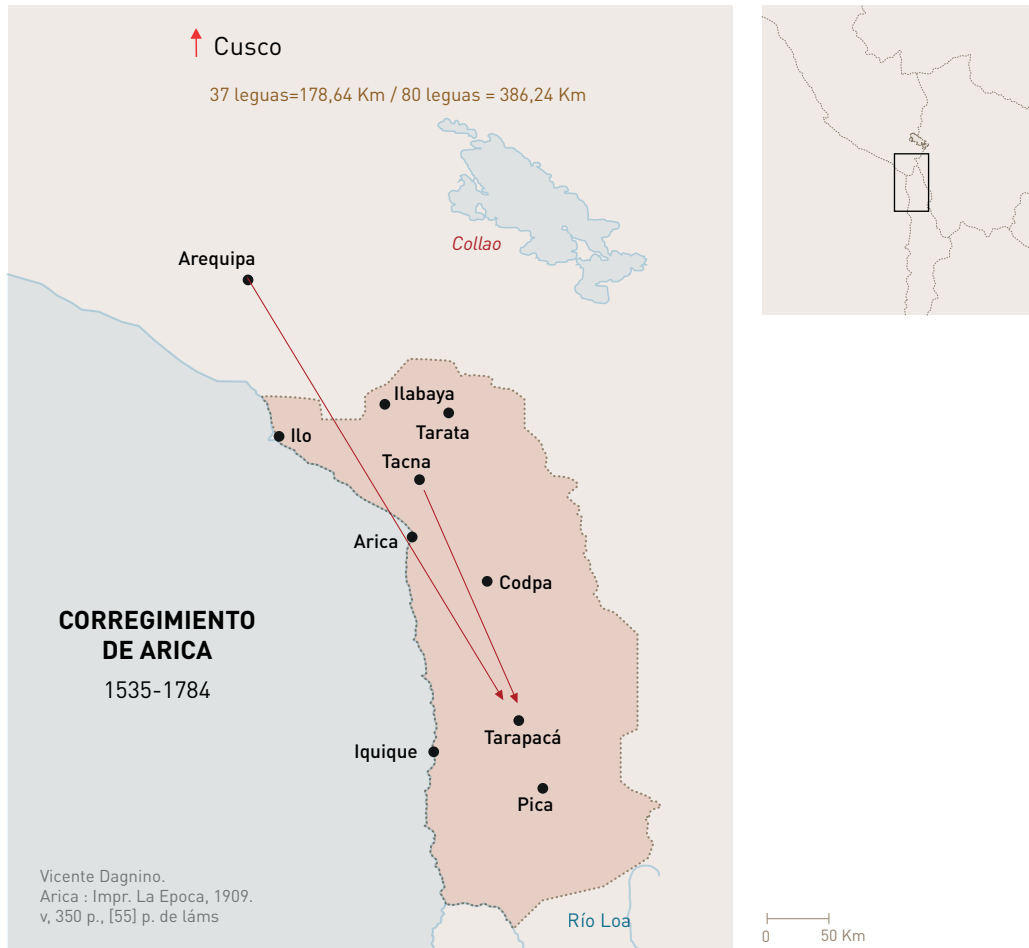 Cusco
37 leguas=178,64 Km / 80 leguas = 386,24 Km
Collao
Arequipa
Ilabaya
Tarata
Ilo
Tacna
Arica
Codpa
CORREGIMIENTO
DE ARICA
1535-1784
Tarapacá
Iquique
Pica
Vicente Dagnino.
Arica : Impr. La Epoca, 1909.
v, 350 p., [55] p. de láms
Río Loa
0 50 Km